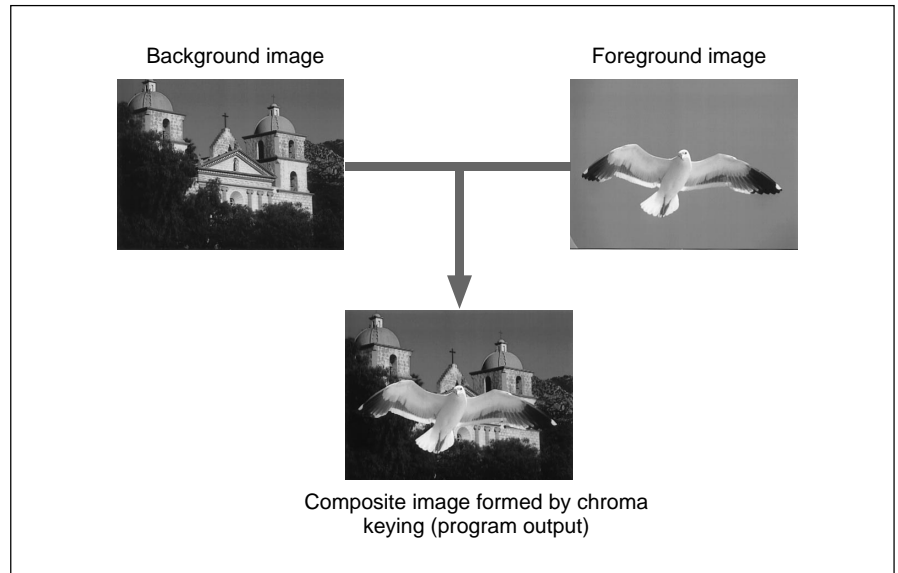 Background image
Foreground image
Composite image formed by chroma
keying (program output)